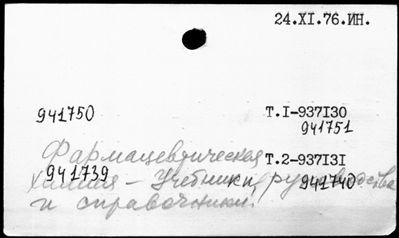 24.XI.76.ИН.
941750 Т.I-937I30
941751
Фармацевтическая Т.2-937I3I
941739 941740
химия - Учебники, руководства
и справочники.